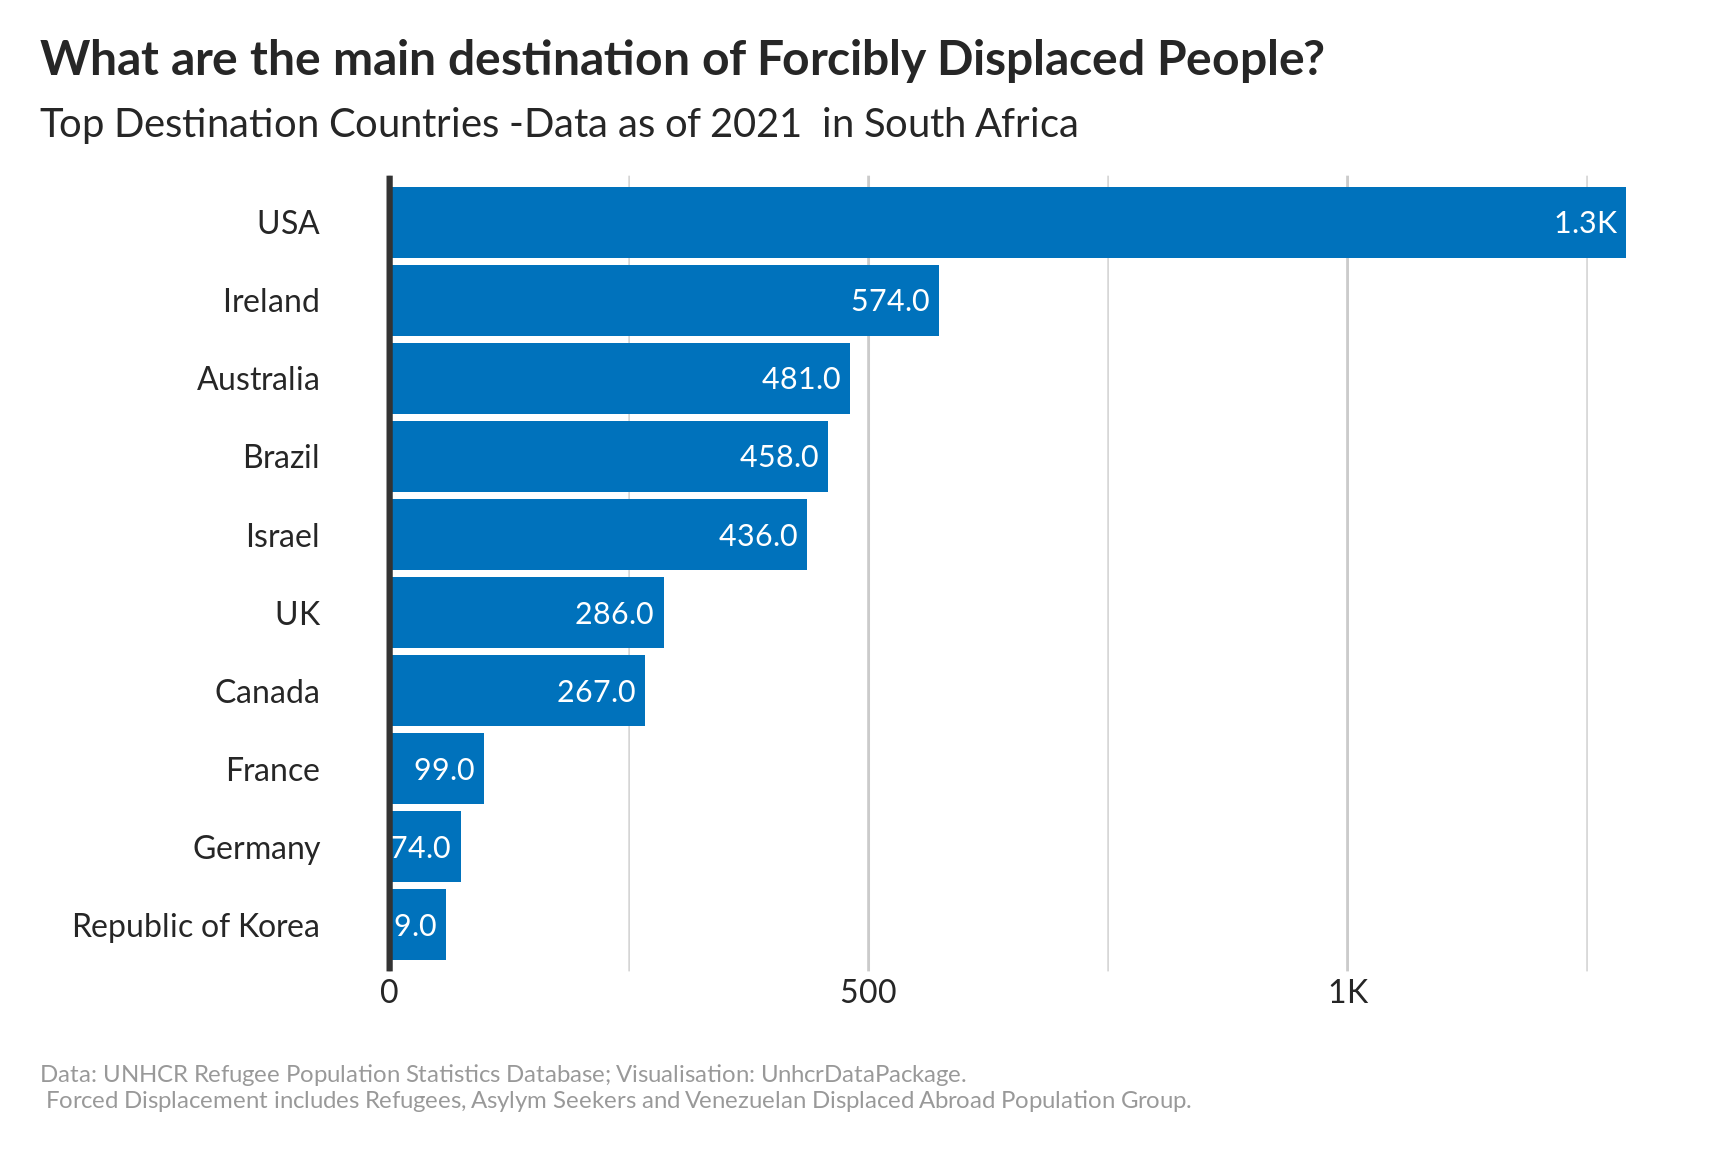 What are the main destination of Forcibly Displaced People?
Top Destination Countries -Data as of 2021  in South Africa
USA 1.3K
Ireland 574.0
Australia 481.0
Brazil 458.0
Israel 436.0
UK 286.0
Canada 267.0
France 99.0
Germany 74.0
Republic of Korea 9.0
0 500 1K
Data: UNHCR Refugee Population Statistics Database; Visualisation: UnhcrDataPackage.
Forced Displacement includes Refugees, Asylym Seekers and Venezuelan Displaced Abroad Population Group.